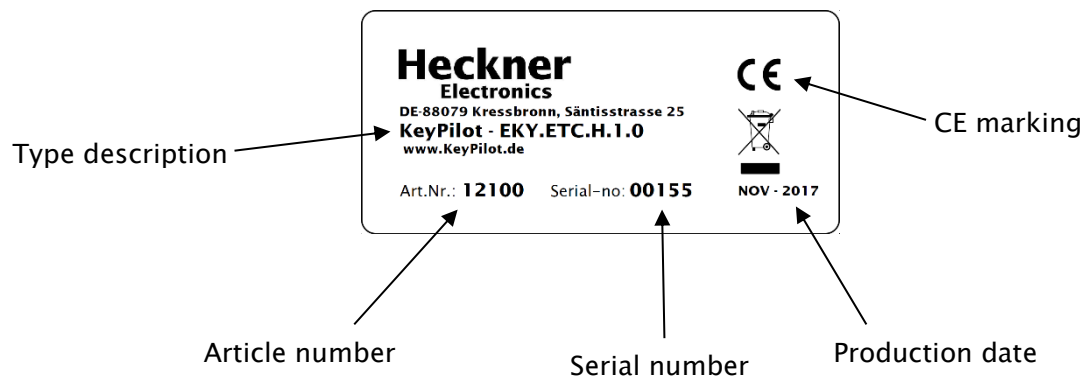 Heckner
Electronics
DE-88079 Kressbronn, Säntisstrasse 25
KeyPilot - EKY.ETC.H.1.0
www.KeyPilot.de
Art.Nr.: 12100 Serial-no: 00155
CE
NOV - 2017
CE marking
Type description
Article number
Serial number
Production date